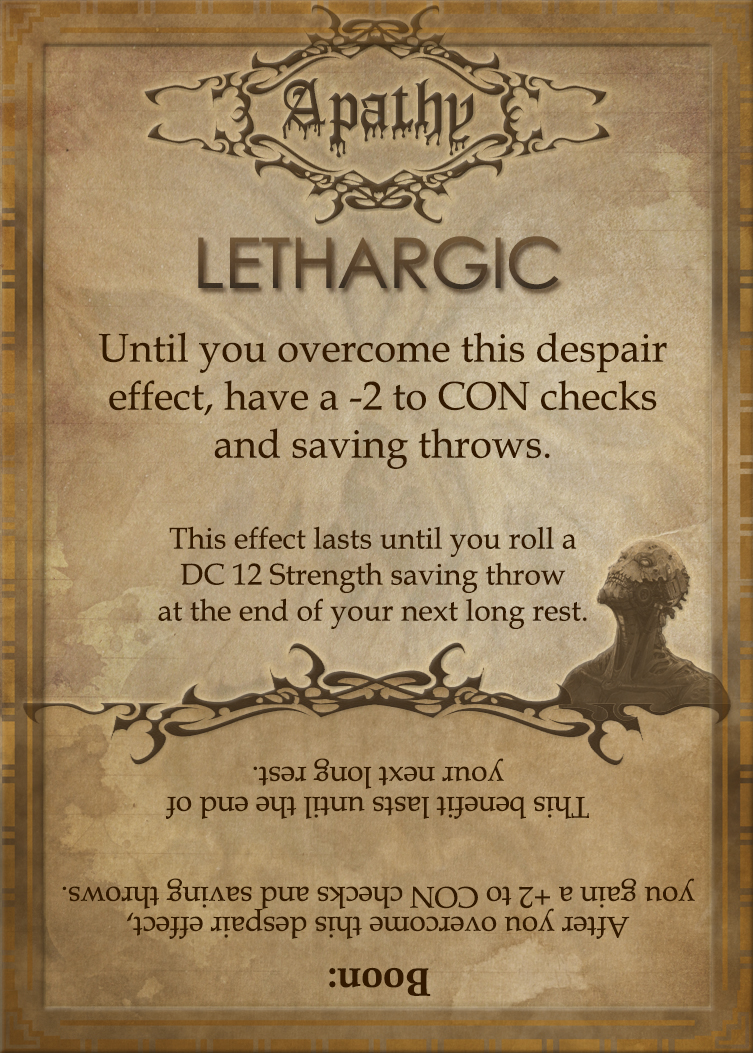 Apathy
LETHARGIC
Until you overcome this despair
effect, have a -2 to CON checks
and saving throws.
This effect lasts until you roll a
DC 12 Strength saving throw
at the end of your next long rest.
Boon:
After you overcome this despair effect,
you gain a +2 to CON checks and saving throws.
This benefit lasts until the end of
your next long rest.